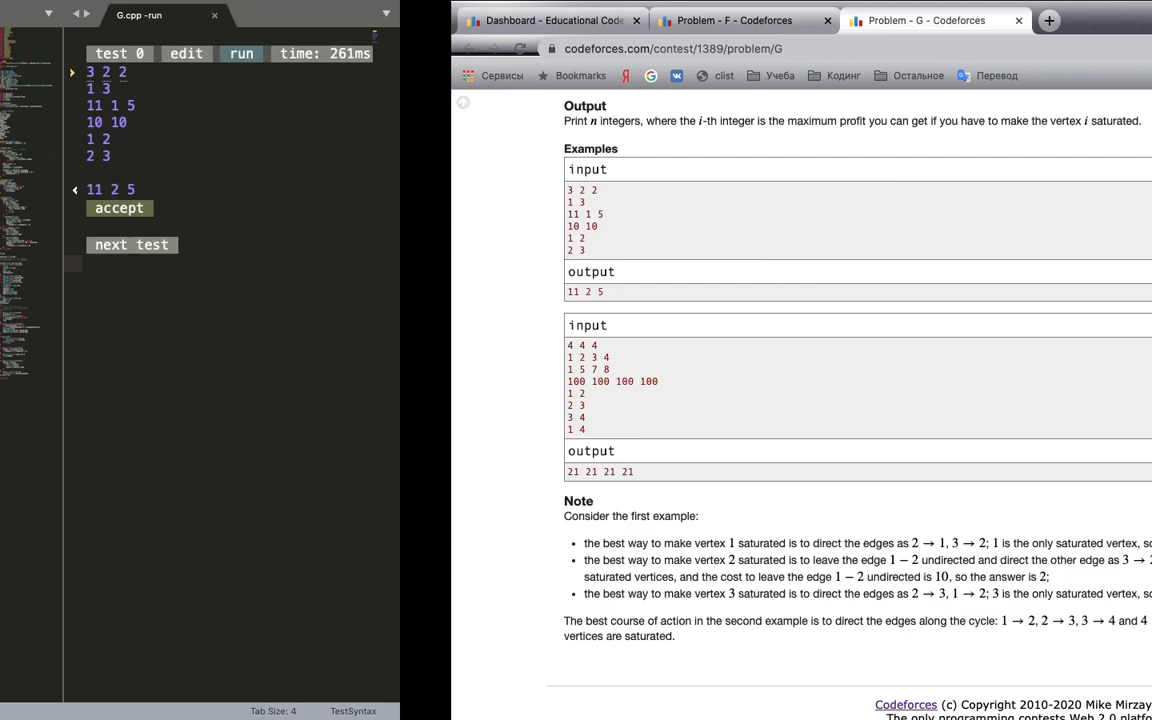 G.cpp -run
test 0 edit run time: 261ms
3 2 2
1 3
11 1 5
10 10
1 2
2 3
11 2 5
accept
next test
Tab Size: 4 TestSyntax
Dashboard - Educational Code
Problem - F - Codeforces
Problem - G - Codeforces
codeforces.com/contest/1389/problem/G
Сервисы Bookmarks clist Учеба Кодинг Остальное Перевод
Output
Print n integers, where the i-th integer is the maximum profit you can get if you have to make the vertex i saturated.
Examples
input
3 2 2
1 3
11 1 5
10 10
1 2
2 3
output
11 2 5
input
4 4 4
1 2 3 4
1 5 7 8
100 100 100 100
1 2
2 3
3 4
1 4
output
21 21 21 21
Note
Consider the first example:
• the best way to make vertex 1 saturated is to direct the edges as 2 → 1, 3 → 2; 1 is the only saturated vertex, so
• the best way to make vertex 2 saturated is to leave the edge 1 − 2 undirected and direct the other edge as 3 → 2
saturated vertices, and the cost to leave the edge 1 − 2 undirected is 10, so the answer is 2;
• the best way to make vertex 3 saturated is to direct the edges as 2 → 3, 1 → 2; 3 is the only saturated vertex, so
The best course of action in the second example is to direct the edges along the cycle: 1 → 2, 2 → 3, 3 → 4 and 4
vertices are saturated.
Codeforces (c) Copyright 2010-2020 Mike Mirzay
The only programming contests Web 2.0 platfo